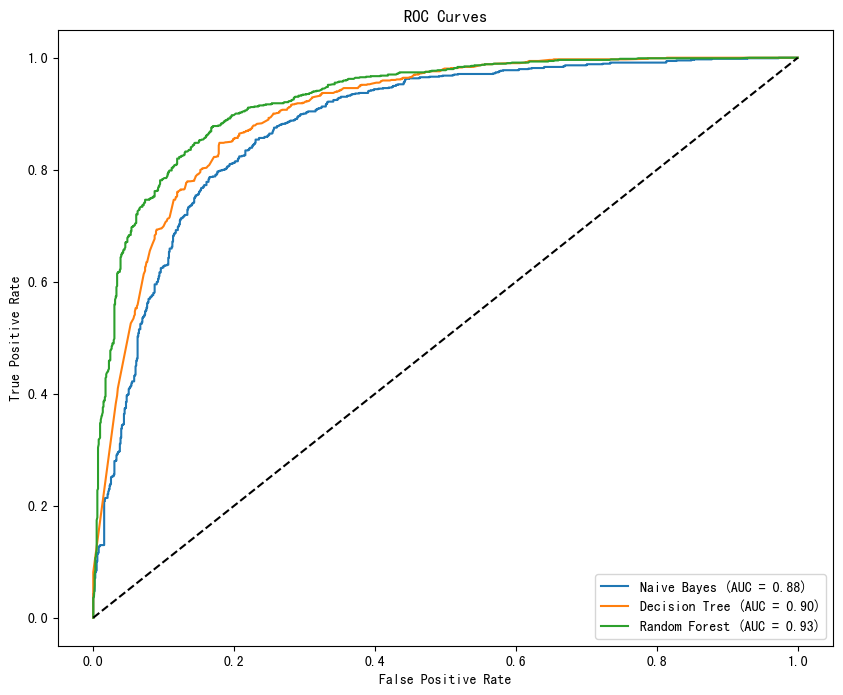 ROC Curves
1.0
0.8
0.6
0.4
0.2
0.0
True Positive Rate
0.0 0.2 0.4 0.6 0.8 1.0
False Positive Rate
Naive Bayes (AUC = 0.88)
Decision Tree (AUC = 0.90)
Random Forest (AUC = 0.93)